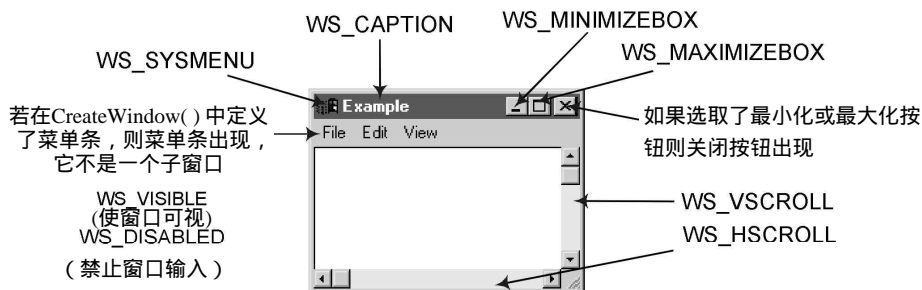 WS_CAPTION
WS_MINIMIZEBOX
WS_MAXIMIZEBOX
WS_SYSMENU
Example
若在CreateWindow( ) 中定义
了菜单条，则菜单条出现，
它不是一个子窗口
File Edit View
如果选取了最小化或最大化按
钮则关闭按钮出现
WS_VISIBLE
(使窗口可视)
WS_DISABLED
（禁止窗口输入）
WS_VSCROLL
WS_HSCROLL